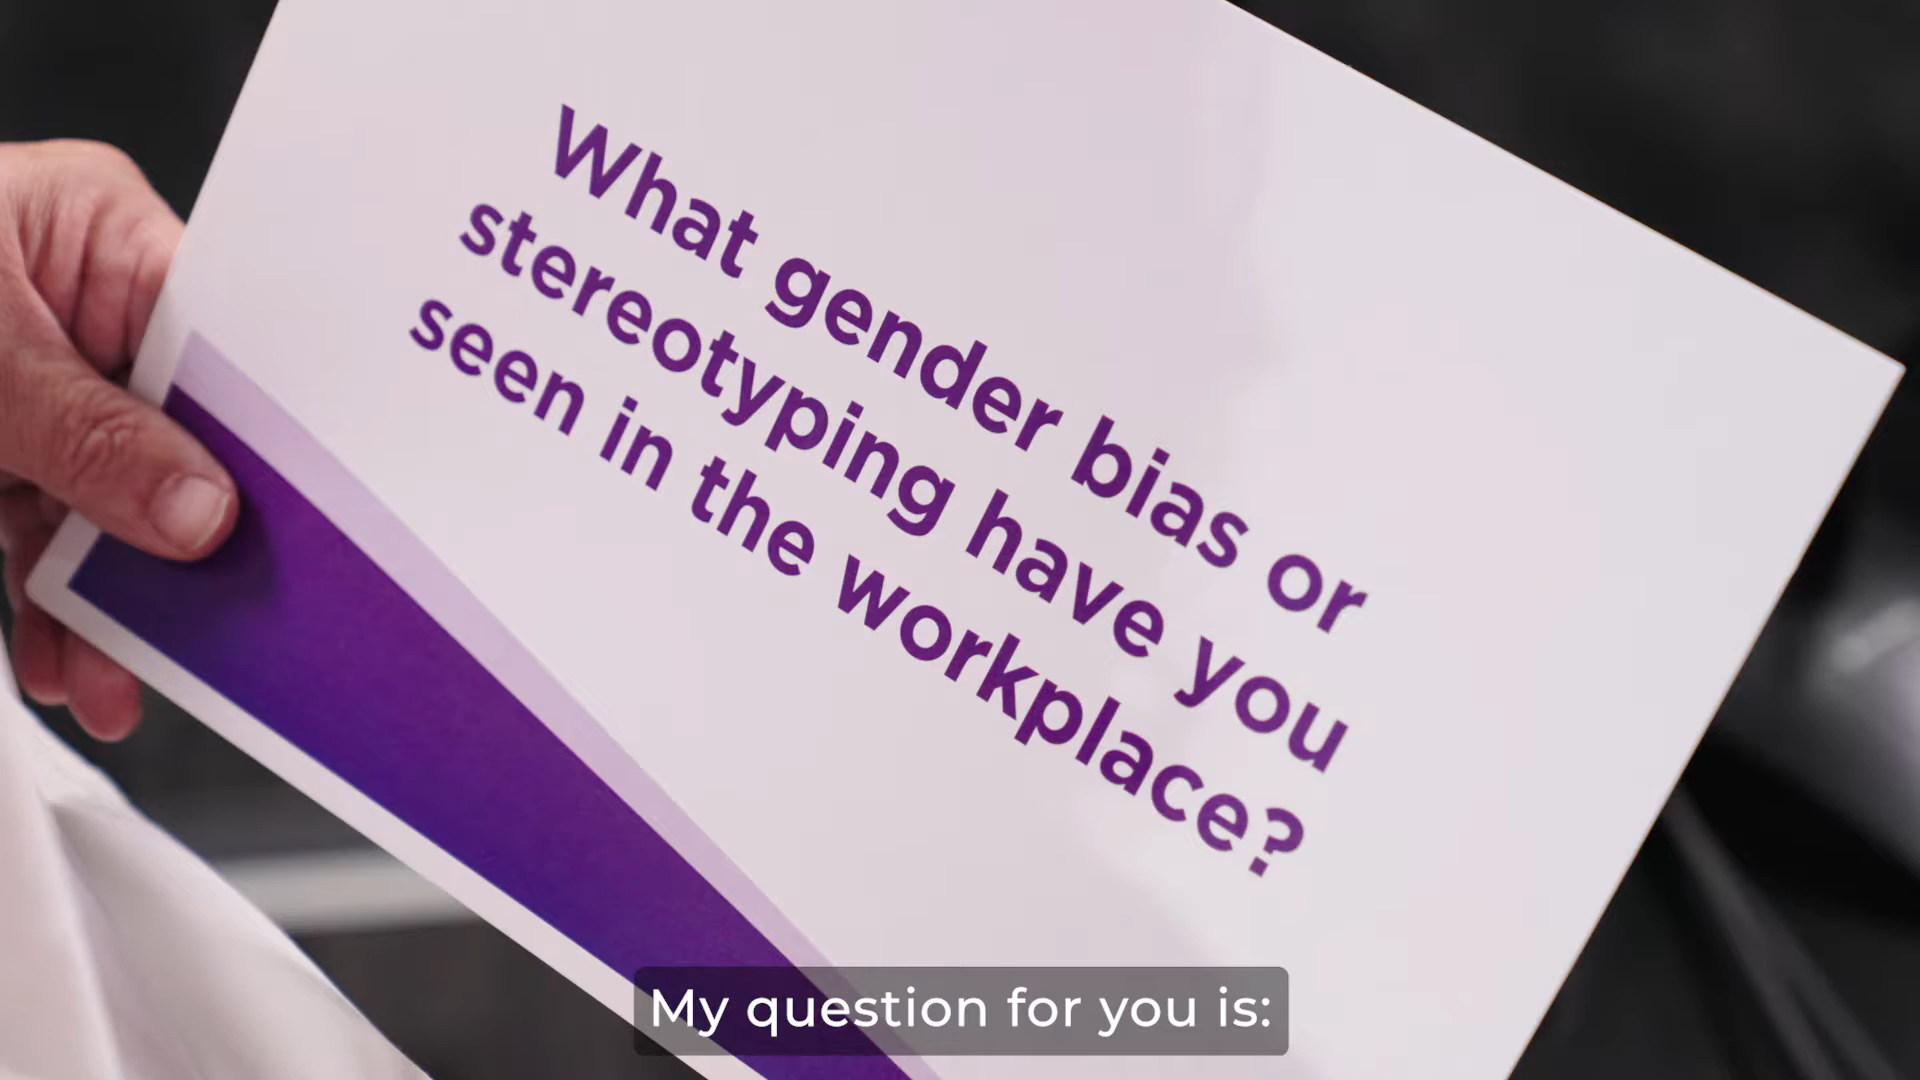 What gender bias or
stereotyping have you
seen in the workplace?
My question for you is: